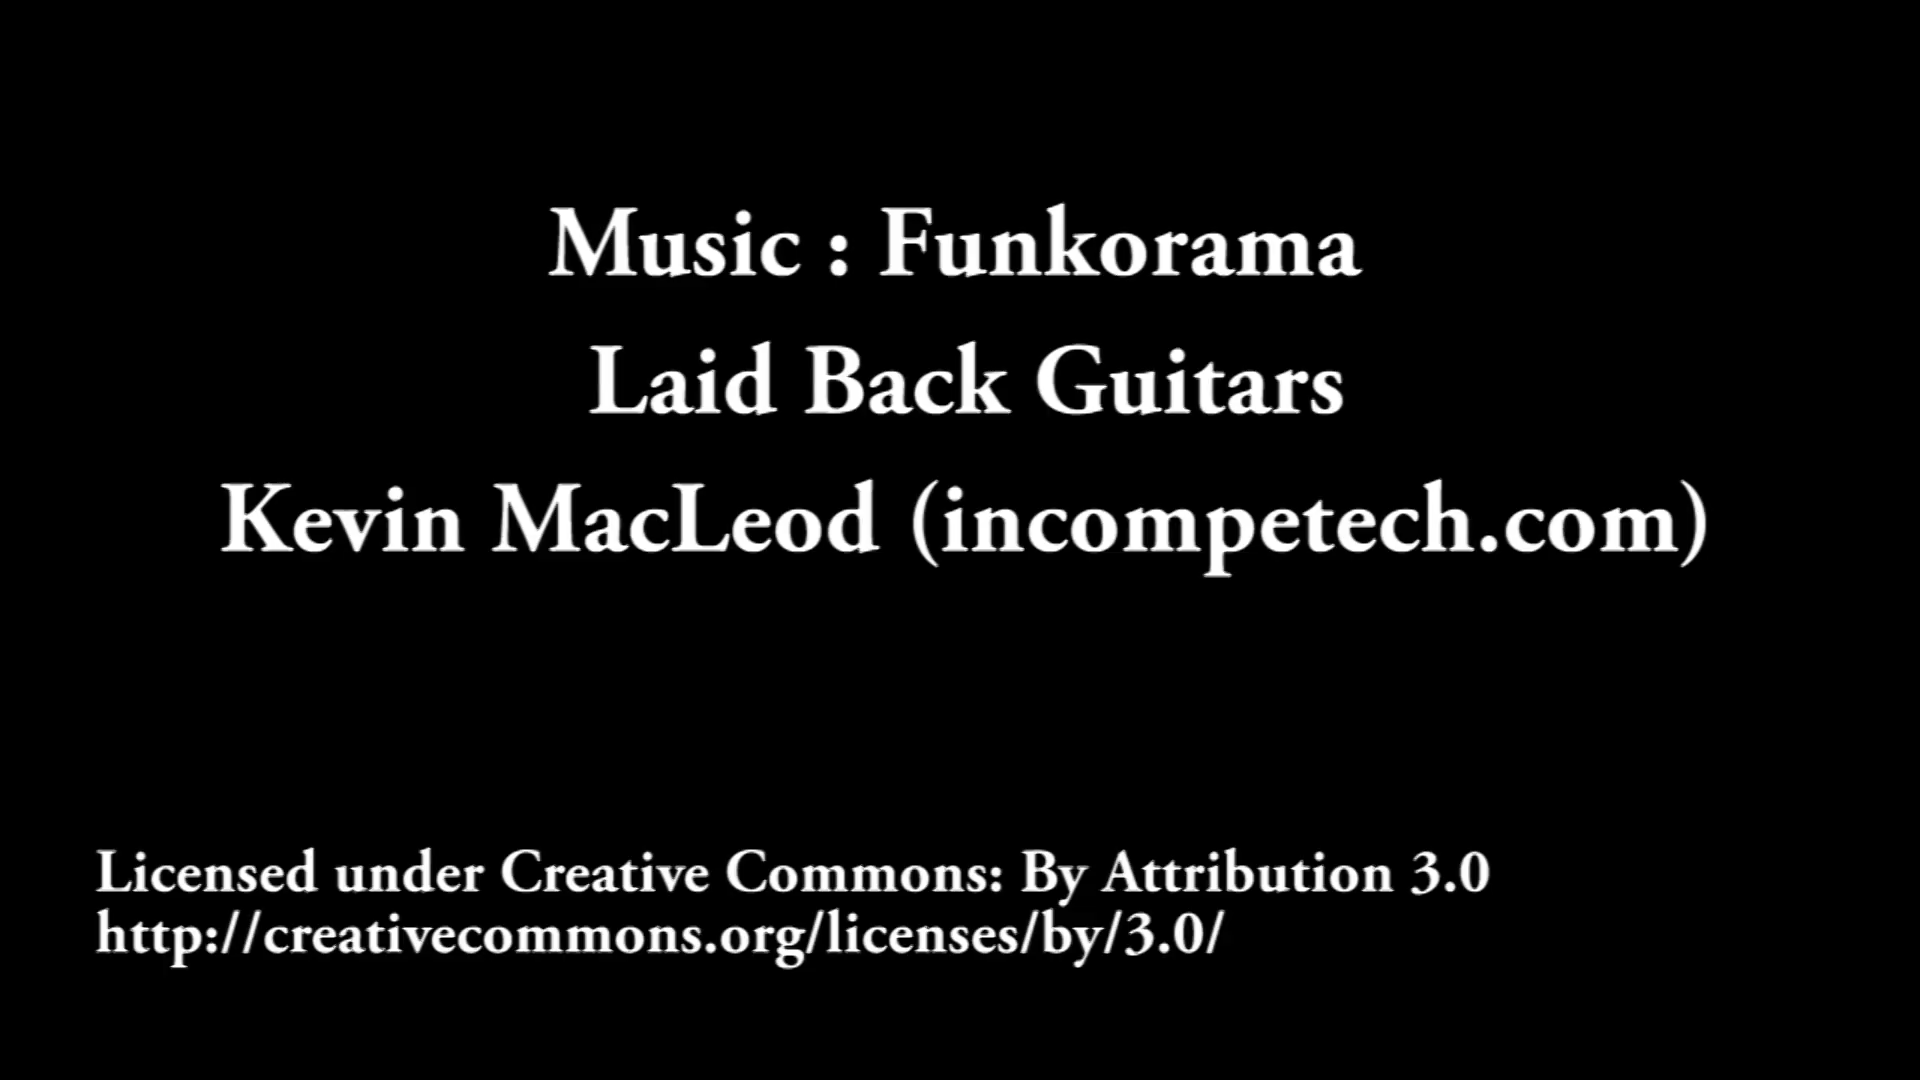 Music : Funkorama
Laid Back Guitars
Kevin MacLeod (incompetech.com)
Licensed under Creative Commons: By Attribution 3.0
http://creativecommons.org/licenses/by/3.0/